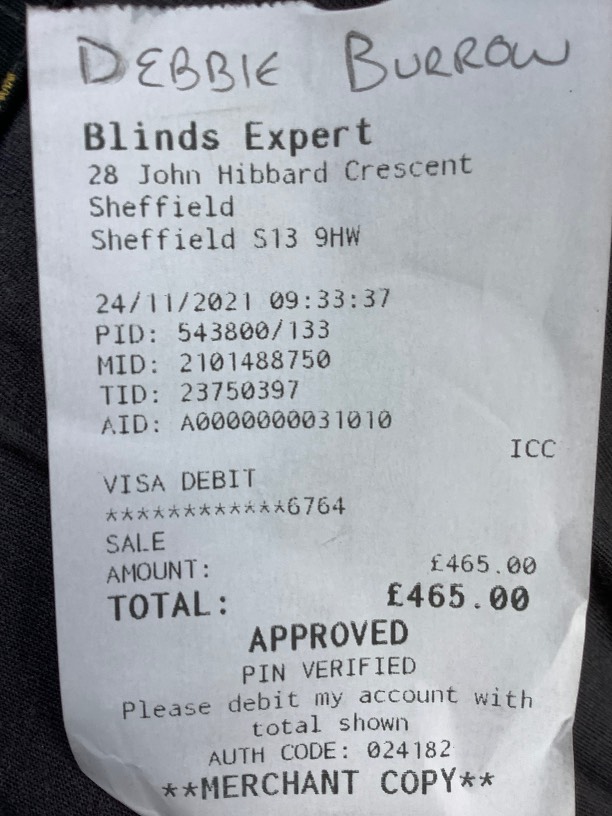 DEBBIE BURROW
Blinds Expert
28 John Hibbard Crescent
Sheffield
Sheffield S13 9HW
24/11/2021 09:33:37
PID: 543800/133
MID: 2101488750
TID: 23750397
AID: A0000000031010
ICC
VISA DEBIT
************6764
SALE
AMOUNT: £465.00
TOTAL: £465.00
APPROVED
PIN VERIFIED
Please debit my account with
total shown
AUTH CODE: 024182
**MERCHANT COPY**